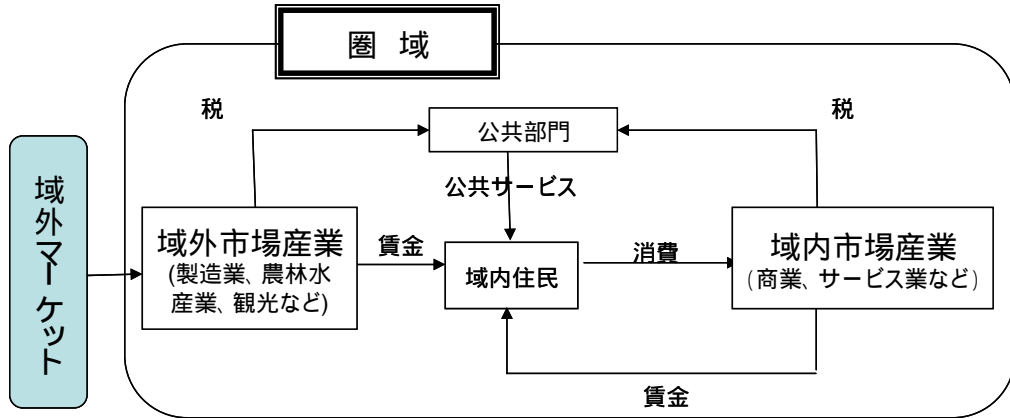 圏 域
税
税
公共部門
公共サービス
域外マーケット
域外市場産業
(製造業、農林水
産業、観光など)
賃金
域内住民
消費
域内市場産業
(商業、サービス業など)
賃金